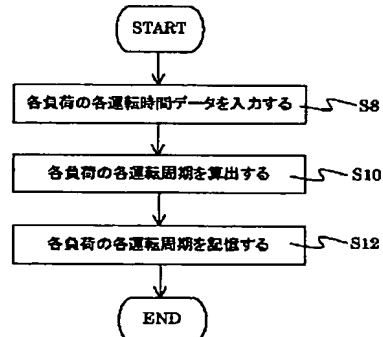 START
各負荷の各運転時間データを入力する
S8
各負荷の各運転周期を算出する
S10
各負荷の各運転周期を記憶する
S12
END